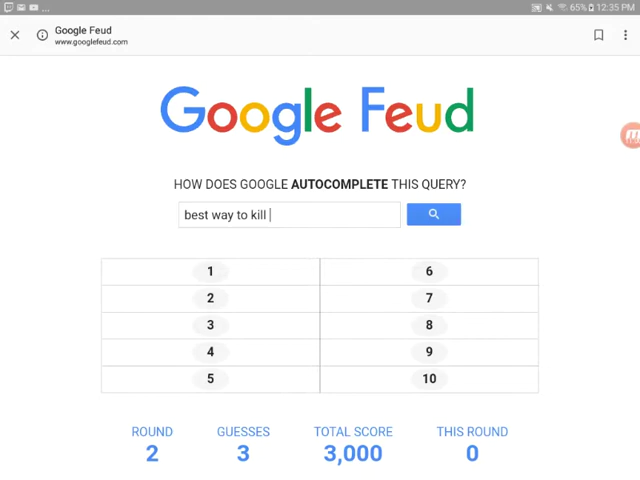 ... 65% 12:35 PM
Google Feud
www.googlefeud.com
Google Feud
HOW DOES GOOGLE AUTOCOMPLETE THIS QUERY?
best way to kill
1 6
2 7
3 8
4 9
5 10
ROUND GUESSES TOTAL SCORE THIS ROUND
2 3 3,000 0